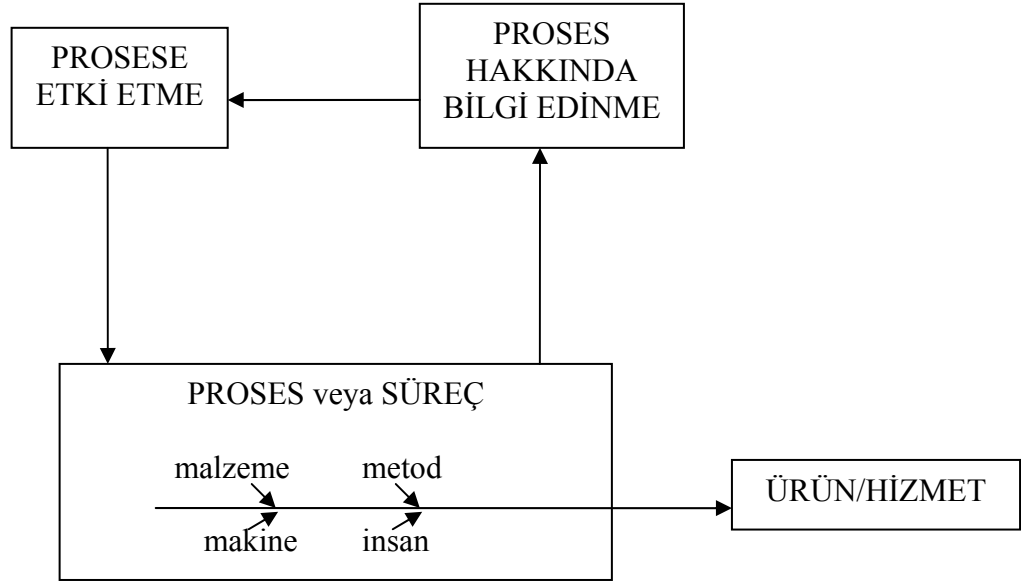 PROSESE
ETKİ ETME
PROSES
HAKKINDA
BİLGİ EDİNME
PROSES veya SÜREÇ
malzeme
metod
makine
insan
ÜRÜN/HİZMET